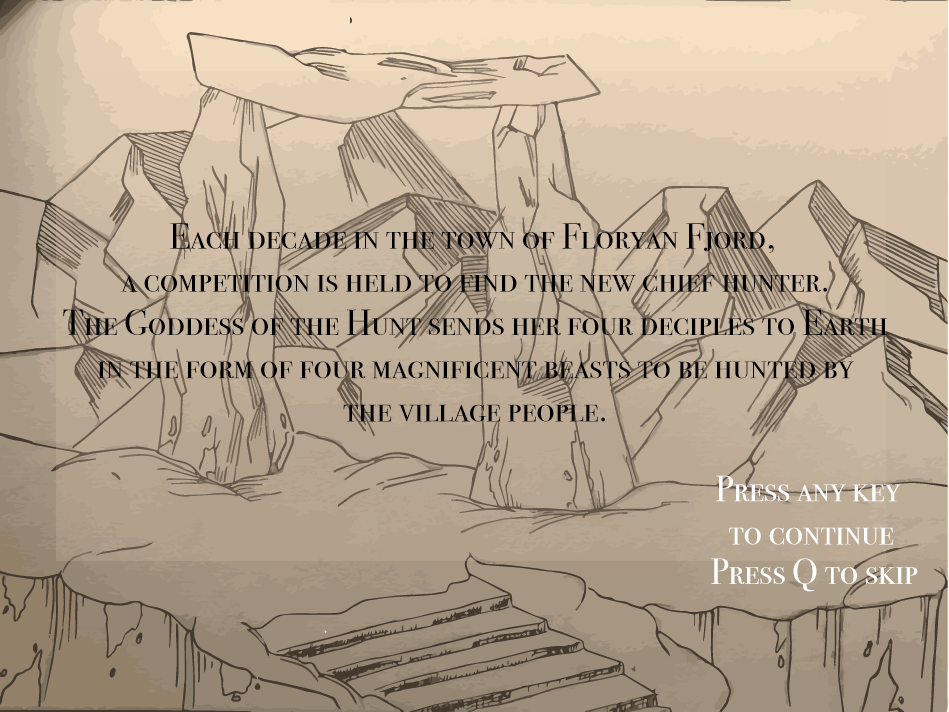 Each decade in the town of Floryan Fjord,
a competition is held to find the new chief hunter.
The Goddess of the Hunt sends her four deciples to Earth
in the form of four magnificent beasts to be hunted by
the village people.
Press any key
to continue
Press Q to skip